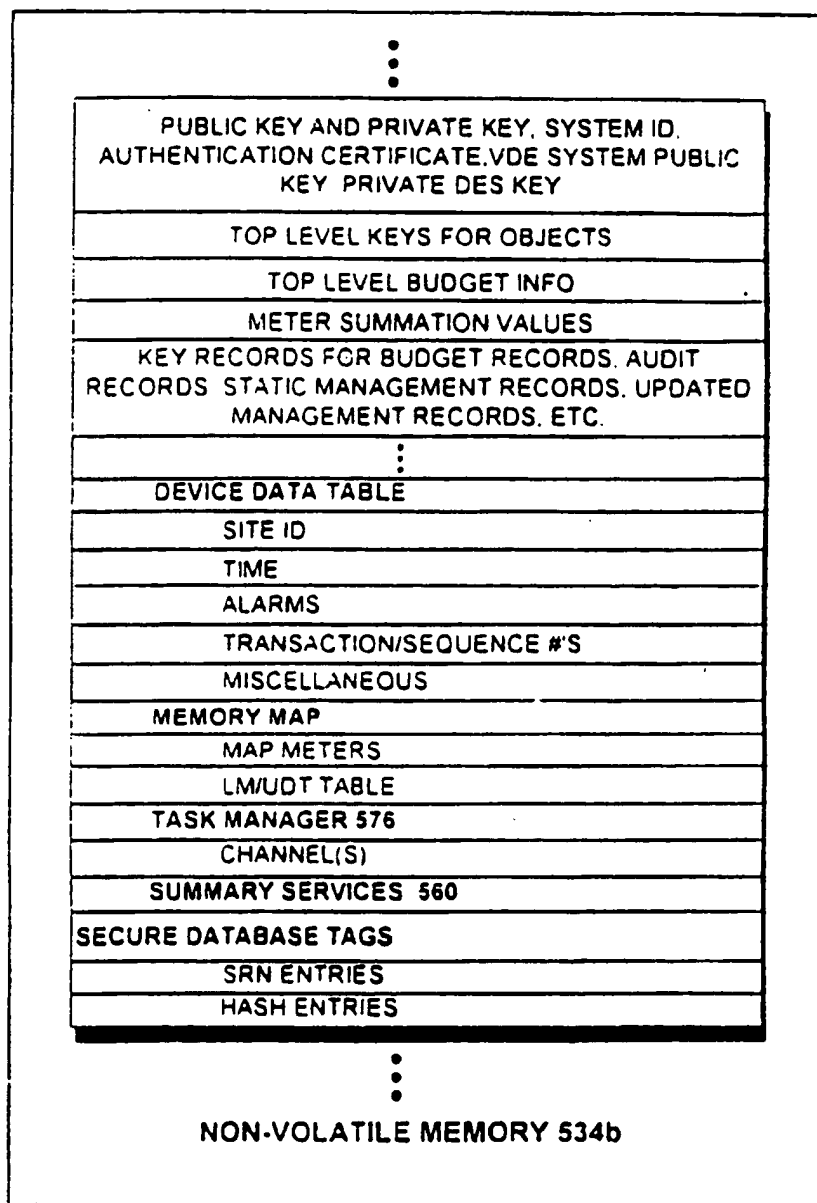 PUBLIC KEY AND PRIVATE KEY, SYSTEM ID,
AUTHENTICATION CERTIFICATE.VDE SYSTEM PUBLIC
KEY PRIVATE DES KEY
TOP LEVEL KEYS FOR OBJECTS
TOP LEVEL BUDGET INFO
METER SUMMATION VALUES
KEY RECORDS FOR BUDGET RECORDS. AUDIT
RECORDS STATIC MANAGEMENT RECORDS. UPDATED
MANAGEMENT RECORDS. ETC.
DEVICE DATA TABLE
SITE ID
TIME
ALARMS
TRANSACTION/SEQUENCE #'S
MISCELLANEOUS
MEMORY MAP
MAP METERS
LM/UDT TABLE
TASK MANAGER 576
CHANNEL(S)
SUMMARY SERVICES 560
SECURE DATABASE TAGS
SRN ENTRIES
HASH ENTRIES
NON-VOLATILE MEMORY 534b